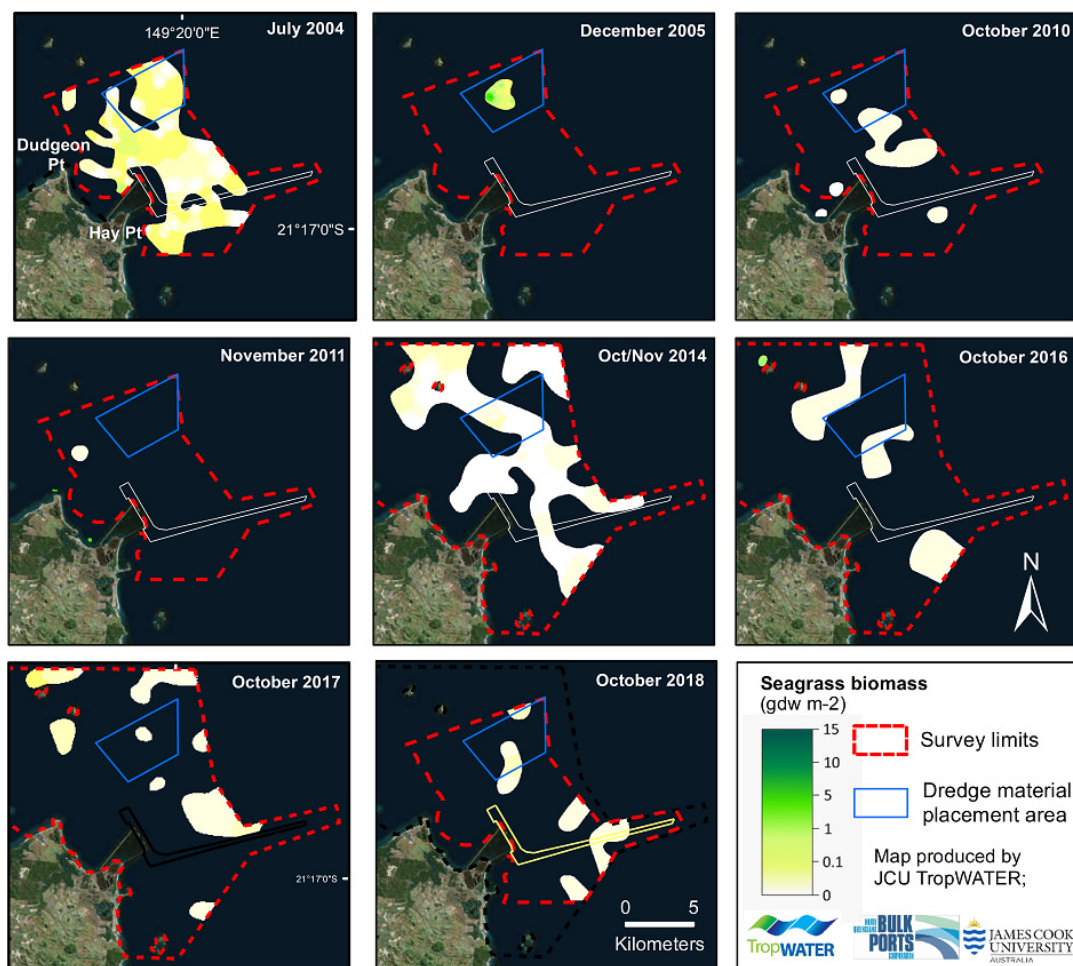 149°20'0"E
July 2004
Dudgeon
Pt
Hay Pt
21°17'0"S
December 2005
October 2010
November 2011
Oct/Nov 2014
October 2016
N
October 2017
21°17'0"S
October 2018
0 5
Kilometers
Seagrass biomass
(gdw m-2)
15
10
5
1
0.1
0
Survey limits
Dredge material
placement area
Map produced by
JCU TropWATER;
TropWATER
NORTH
QUEENSLAND
BULK
PORTS
CORPORATION
JAMES COOK
UNIVERSITY
AUSTRALIA